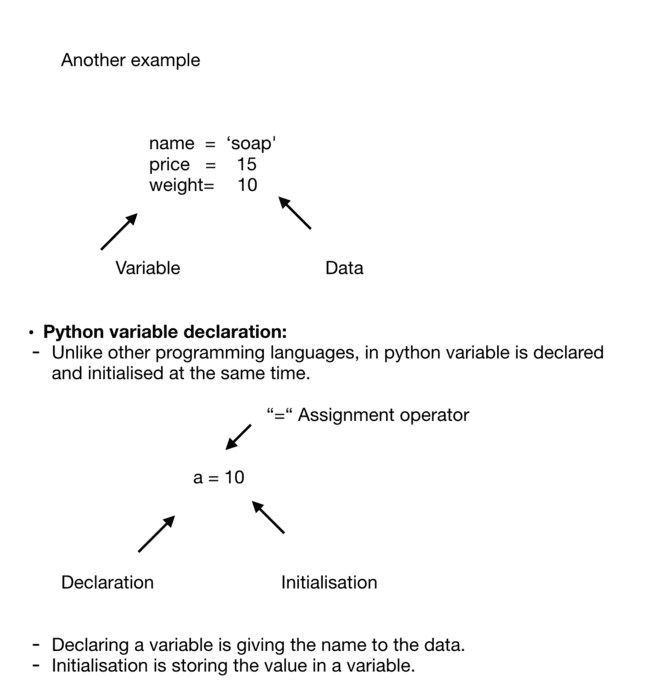 Another example
name = ‘soap'
price = 15
weight= 10
Variable
Data
• Python variable declaration:
- Unlike other programming languages, in python variable is declared
and initialised at the same time.
“=“ Assignment operator
a = 10
Declaration
Initialisation
- Declaring a variable is giving the name to the data.
- Initialisation is storing the value in a variable.